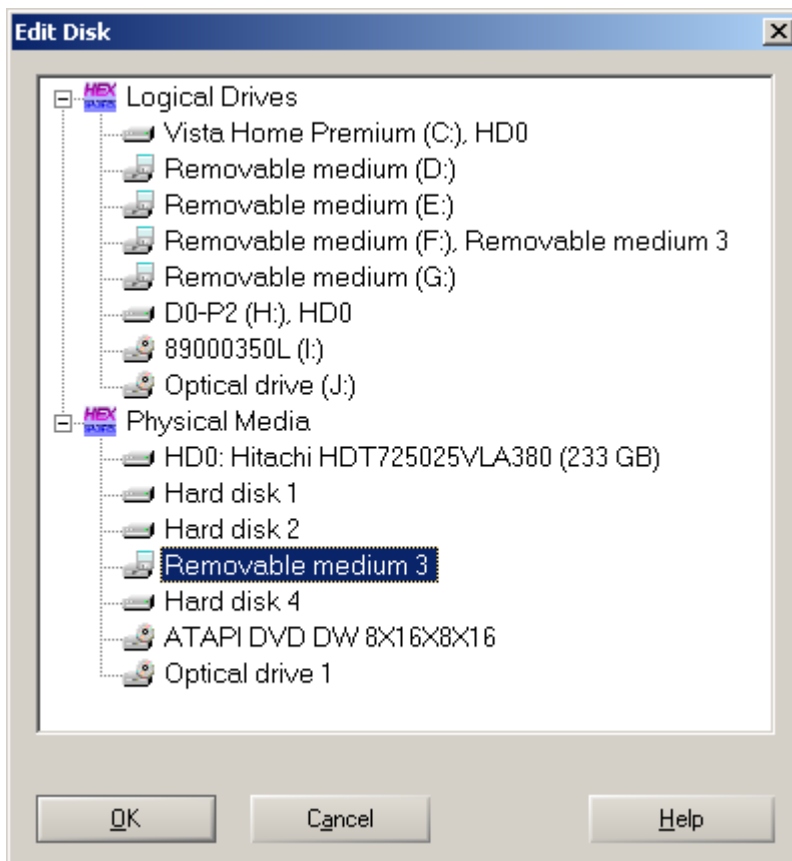 Edit Disk
HEX
Logical Drives
Vista Home Premium (C:), HD0
Removable medium (D:)
Removable medium (E:)
Removable medium (F:), Removable medium 3
Removable medium (G:)
D0-P2 (H:), HD0
89000350L (I:)
Optical drive (J:)
HEX
Physical Media
HD0: Hitachi HDT725025VLA380 (233 GB)
Hard disk 1
Hard disk 2
Removable medium 3
Hard disk 4
ATAPI DVD DW 8X16X8X16
Optical drive 1
OK Cancel Help